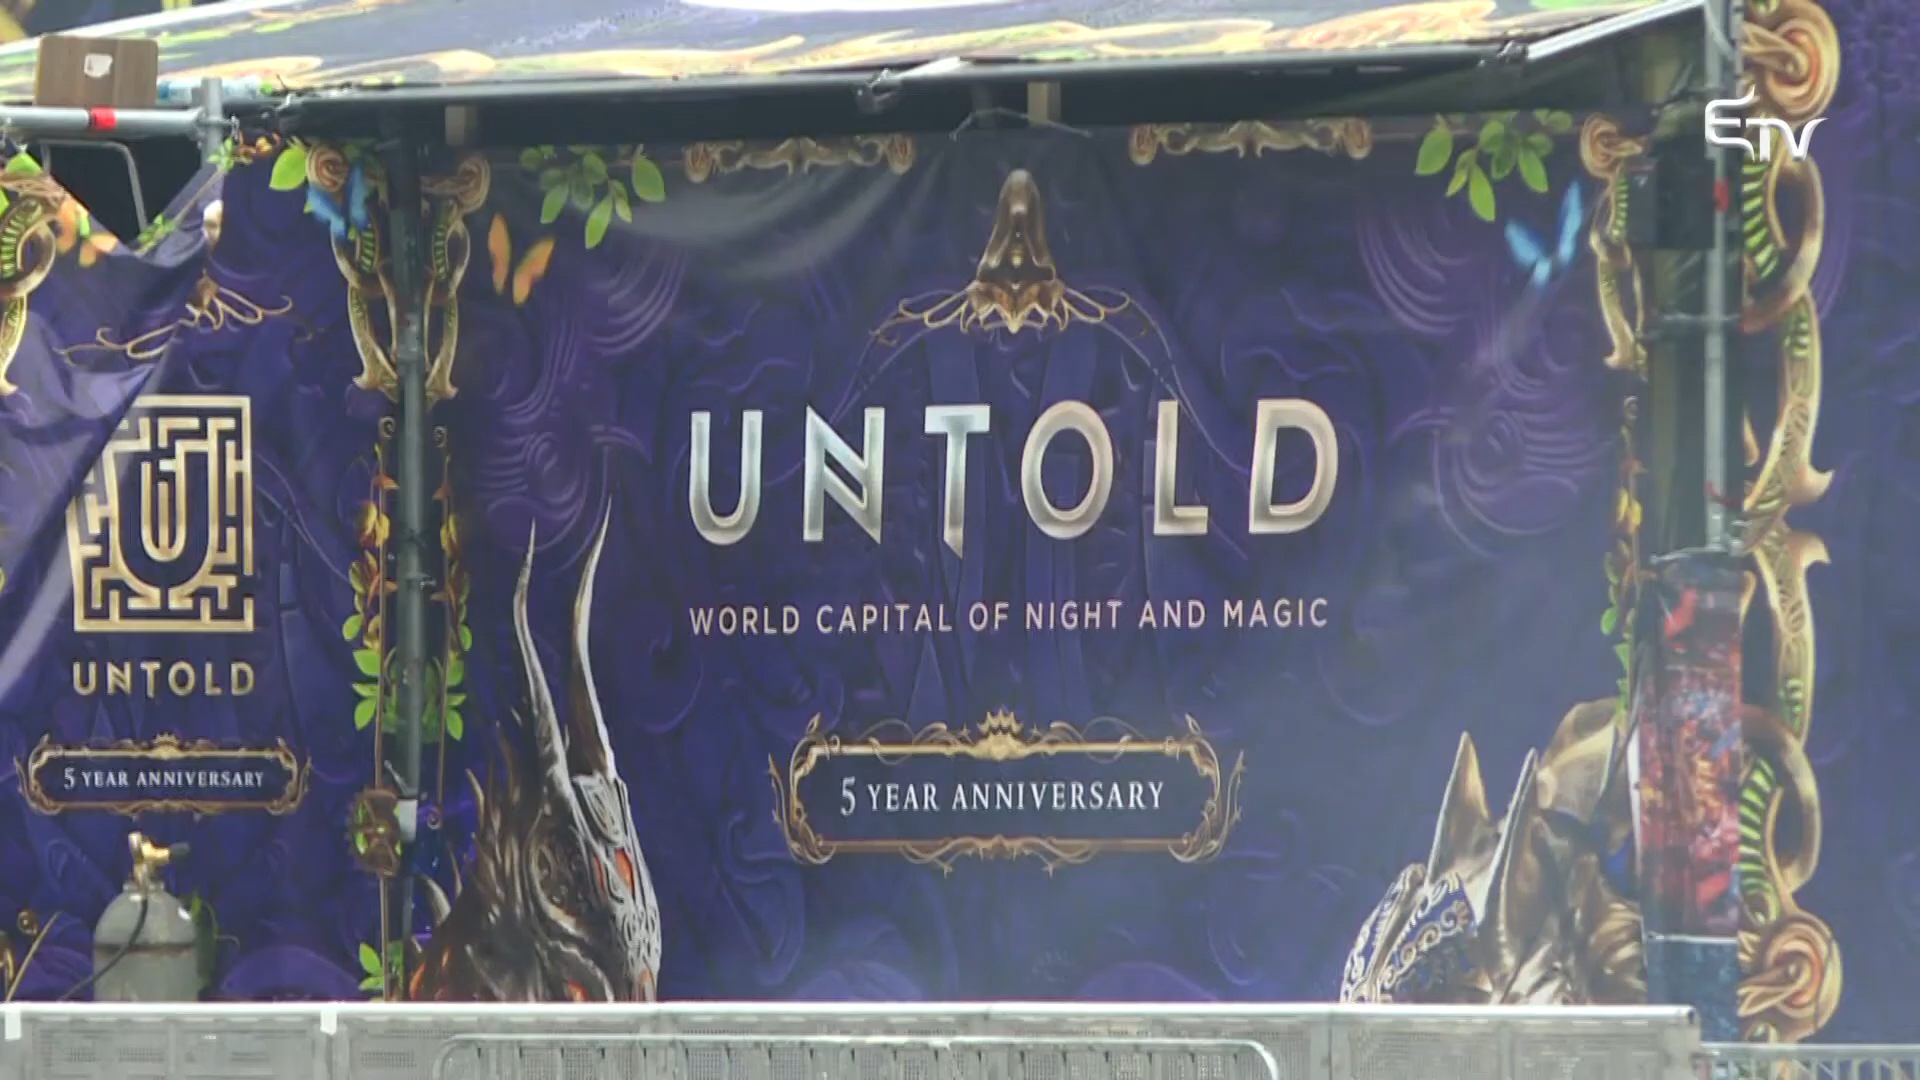 ETV
UNTOLD
WORLD CAPITAL OF NIGHT AND MAGIC
5 YEAR ANNIVERSARY
U
UNTOLD
5 YEAR ANNIVERSARY